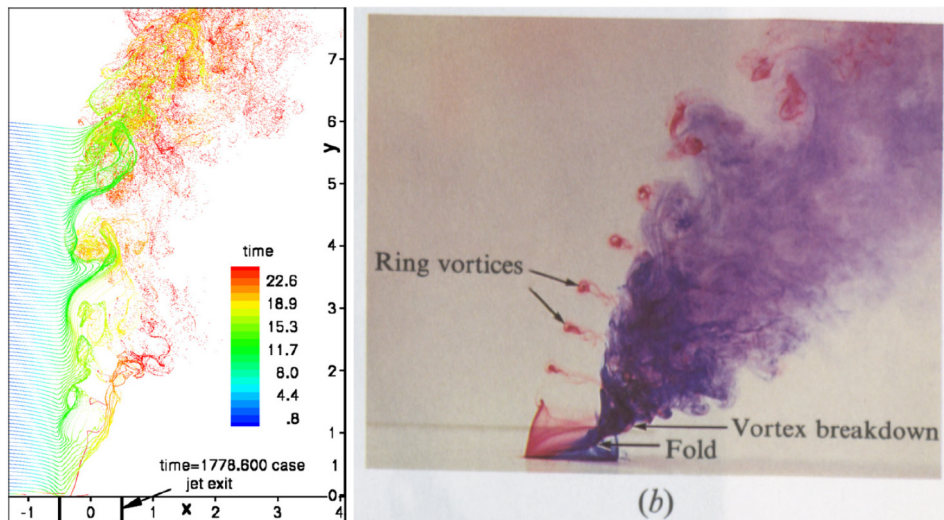 7
6
y
5
4
time
22.6
18.9
15.3
11.7
8.0
4.4
.8
3
2
1
1
0
time=1778.600 case
jet exit
-1 0 1 x 2 3 4
Ring vortices
Vortex breakdown
Fold
(b)